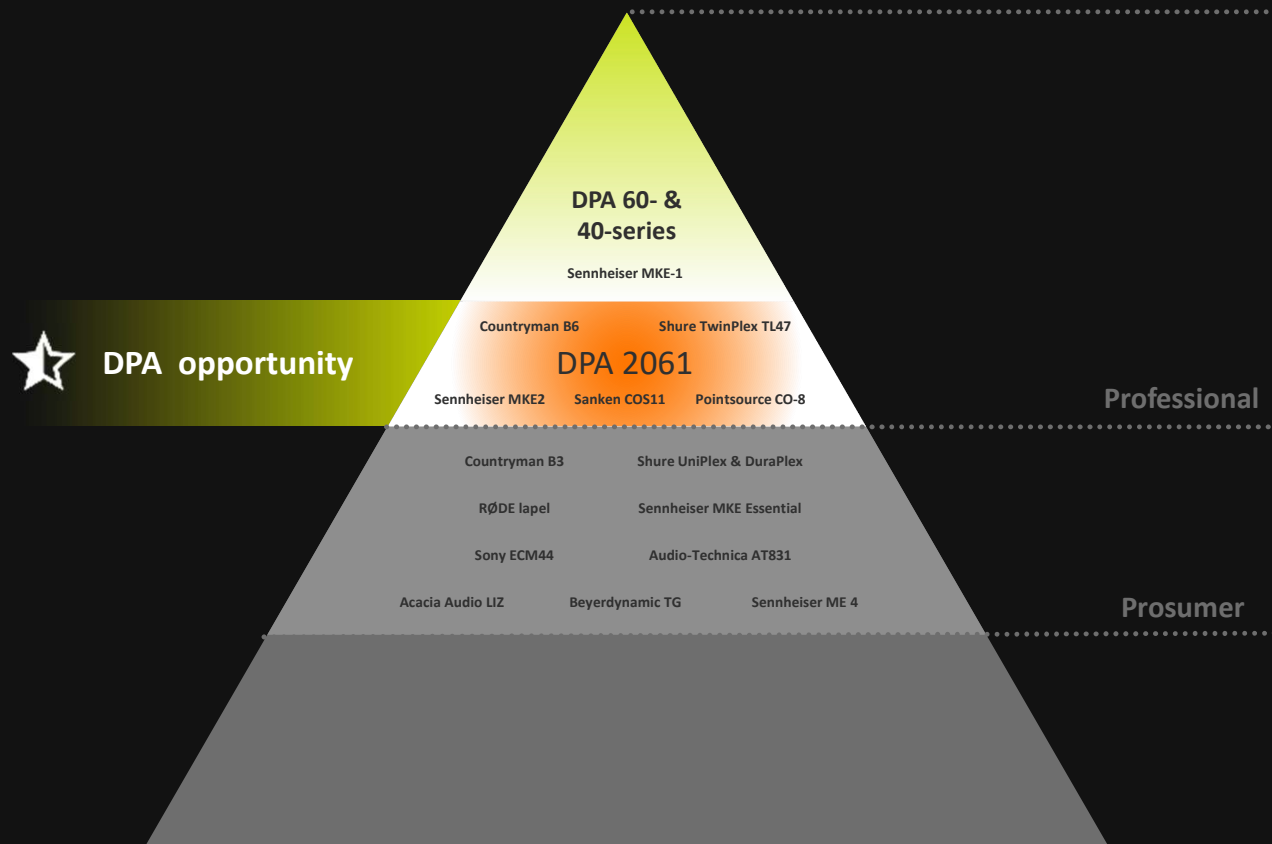 DPA 60- &
40-series
Sennheiser MKE-1
Countryman B6 Shure TwinPlex TL47
DPA opportunity DPA 2061
Sennheiser MKE2 Sanken COS11 Pointsource CO-8
Professional
Countryman B3 Shure UniPlex & DuraPlex
RØDE lapel Sennheiser MKE Essential
Sony ECM44 Audio-Technica AT831
Acacia Audio LIZ Beyerdynamic TG Sennheiser ME 4
Prosumer